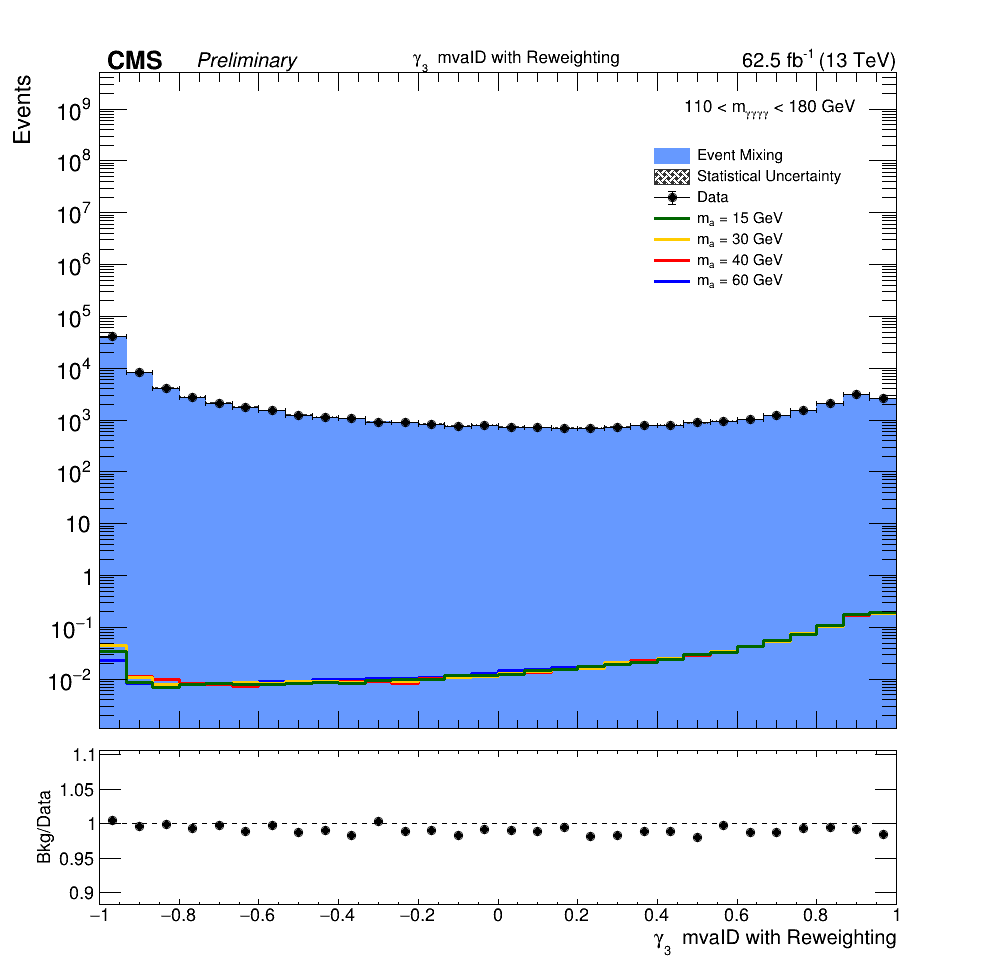 CMS Preliminary γ₃ mvaID with Reweighting 62.5 fb⁻¹ (13 TeV)
Events
110 < m_γγγγ < 180 GeV
Event Mixing
Statistical Uncertainty
Data
mₐ = 15 GeV
mₐ = 30 GeV
mₐ = 40 GeV
mₐ = 60 GeV
10⁹
10⁸
10⁷
10⁶
10⁵
10⁴
10³
10²
10
1
10⁻¹
10⁻²
Bkg/Data
1.1
1.05
1
0.95
0.9
−1 −0.8 −0.6 −0.4 −0.2 0 0.2 0.4 0.6 0.8 1
γ₃ mvaID with Reweighting